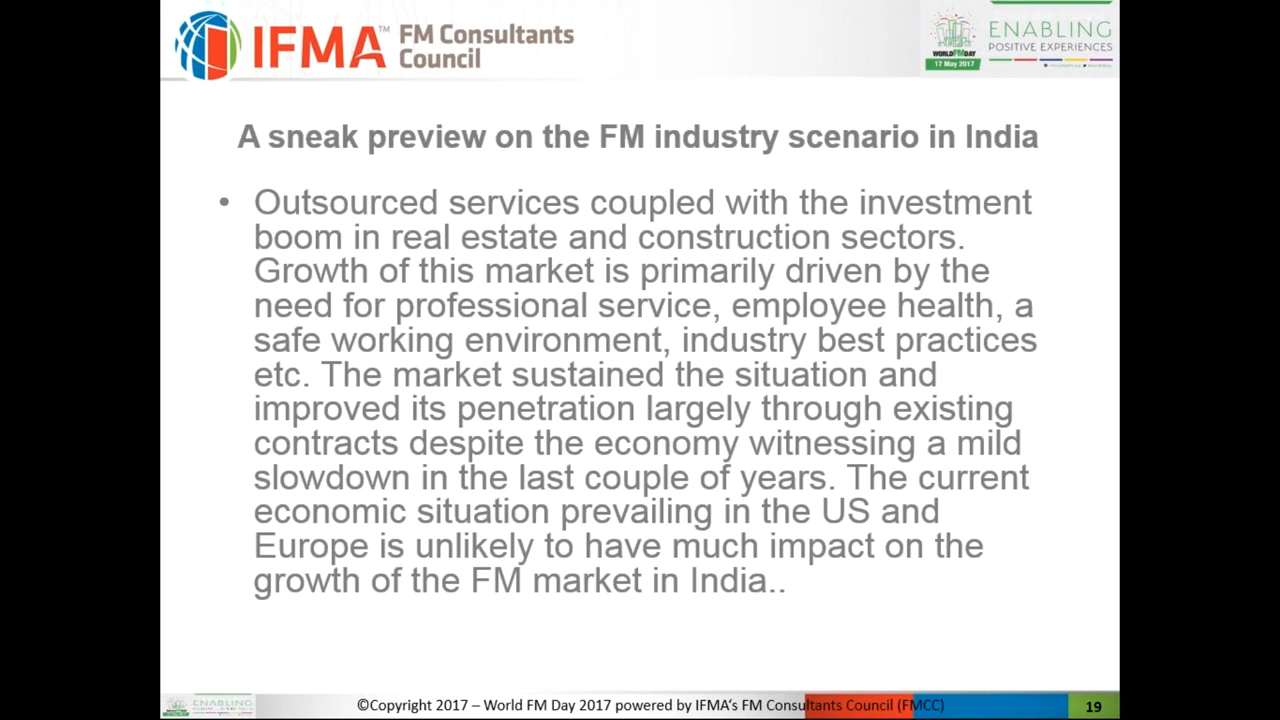 IFMA™ FM Consultants
Council
WORLD FM DAY
17 May 2017
ENABLING
POSITIVE EXPERIENCES
A sneak preview on the FM industry scenario in India
• Outsourced services coupled with the investment
boom in real estate and construction sectors.
Growth of this market is primarily driven by the
need for professional service, employee health, a
safe working environment, industry best practices
etc. The market sustained the situation and
improved its penetration largely through existing
contracts despite the economy witnessing a mild
slowdown in the last couple of years. The current
economic situation prevailing in the US and
Europe is unlikely to have much impact on the
growth of the FM market in India..
ENABLING
©Copyright 2017 – World FM Day 2017 powered by IFMA's FM Consultants Council (FMCC)
19